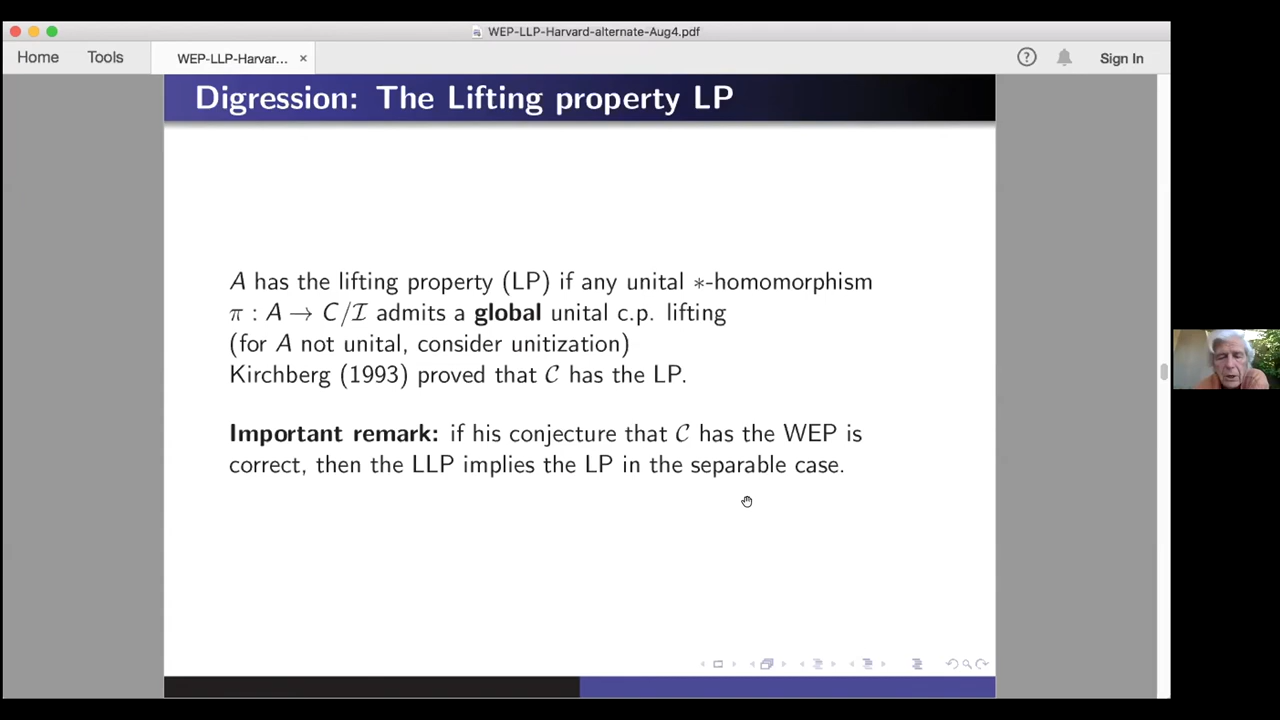 WEP-LLP-Harvard-alternate-Aug4.pdf
Home Tools WEP-LLP-Harvar... × Sign In
Digression: The Lifting property LP
A has the lifting property (LP) if any unital ∗-homomorphism
π : A → C/ℐ admits a global unital c.p. lifting
(for A not unital, consider unitization)
Kirchberg (1993) proved that 𝒞 has the LP.
Important remark: if his conjecture that 𝒞 has the WEP is
correct, then the LLP implies the LP in the separable case.